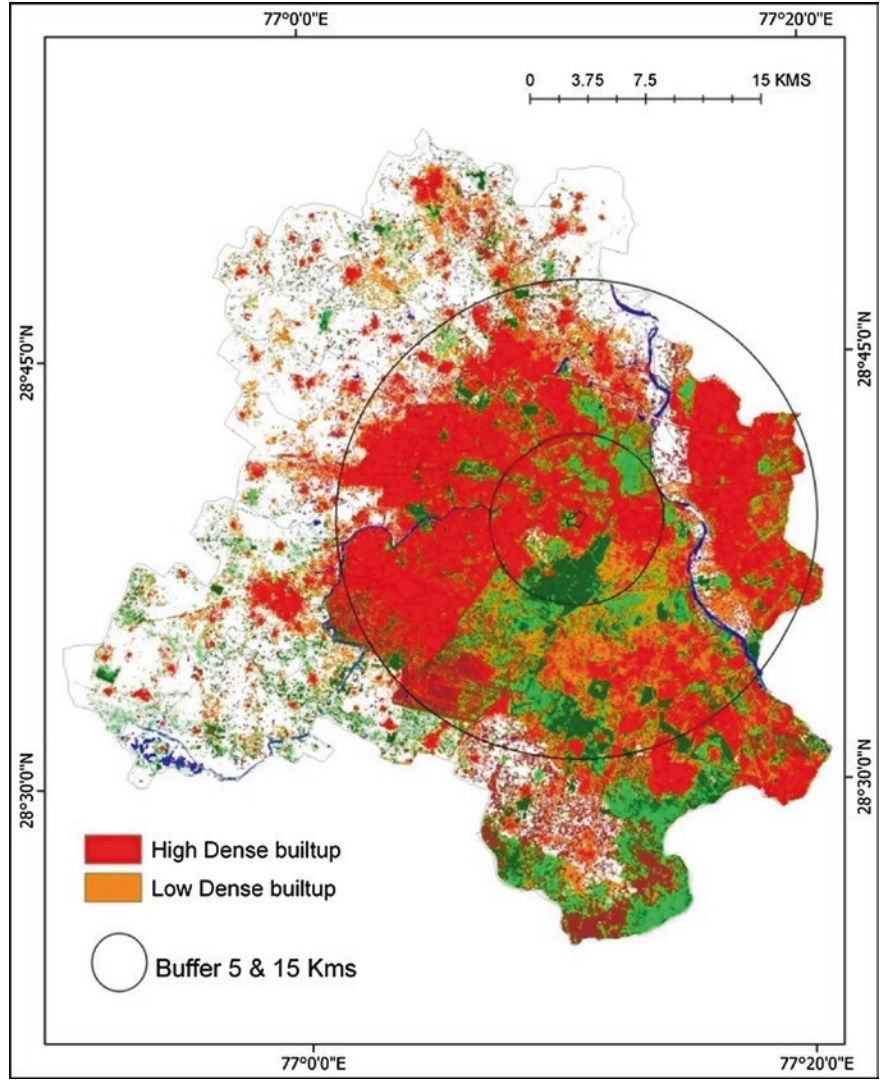 77°0'0"E
77°20'0"E
0 3.75 7.5 15 KMS
28°45'0"N
28°45'0"N
28°30'0"N
28°30'0"N
High Dense builtup
Low Dense builtup
Buffer 5 & 15 Kms
77°0'0"E
77°20'0"E